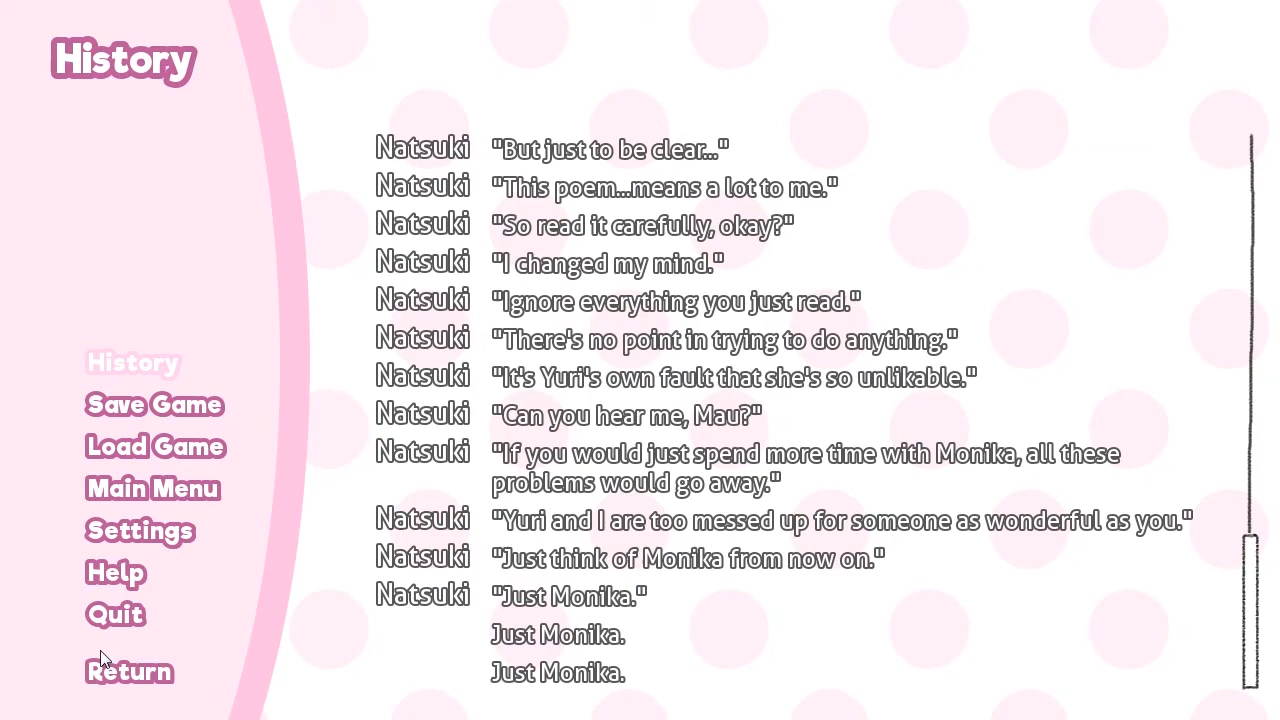 History
Natsuki "But just to be clear..."
Natsuki "This poem...means a lot to me."
Natsuki "So read it carefully, okay?"
Natsuki "I changed my mind."
Natsuki "Ignore everything you just read."
Natsuki "There's no point in trying to do anything."
Natsuki "It's Yuri's own fault that she's so unlikable."
Natsuki "Can you hear me, Mau?"
Natsuki "If you would just spend more time with Monika, all these
problems would go away."
Natsuki "Yuri and I are too messed up for someone as wonderful as you."
Natsuki "Just think of Monika from now on."
Natsuki "Just Monika."
Just Monika.
Just Monika.
History
Save Game
Load Game
Main Menu
Settings
Help
Quit
Return